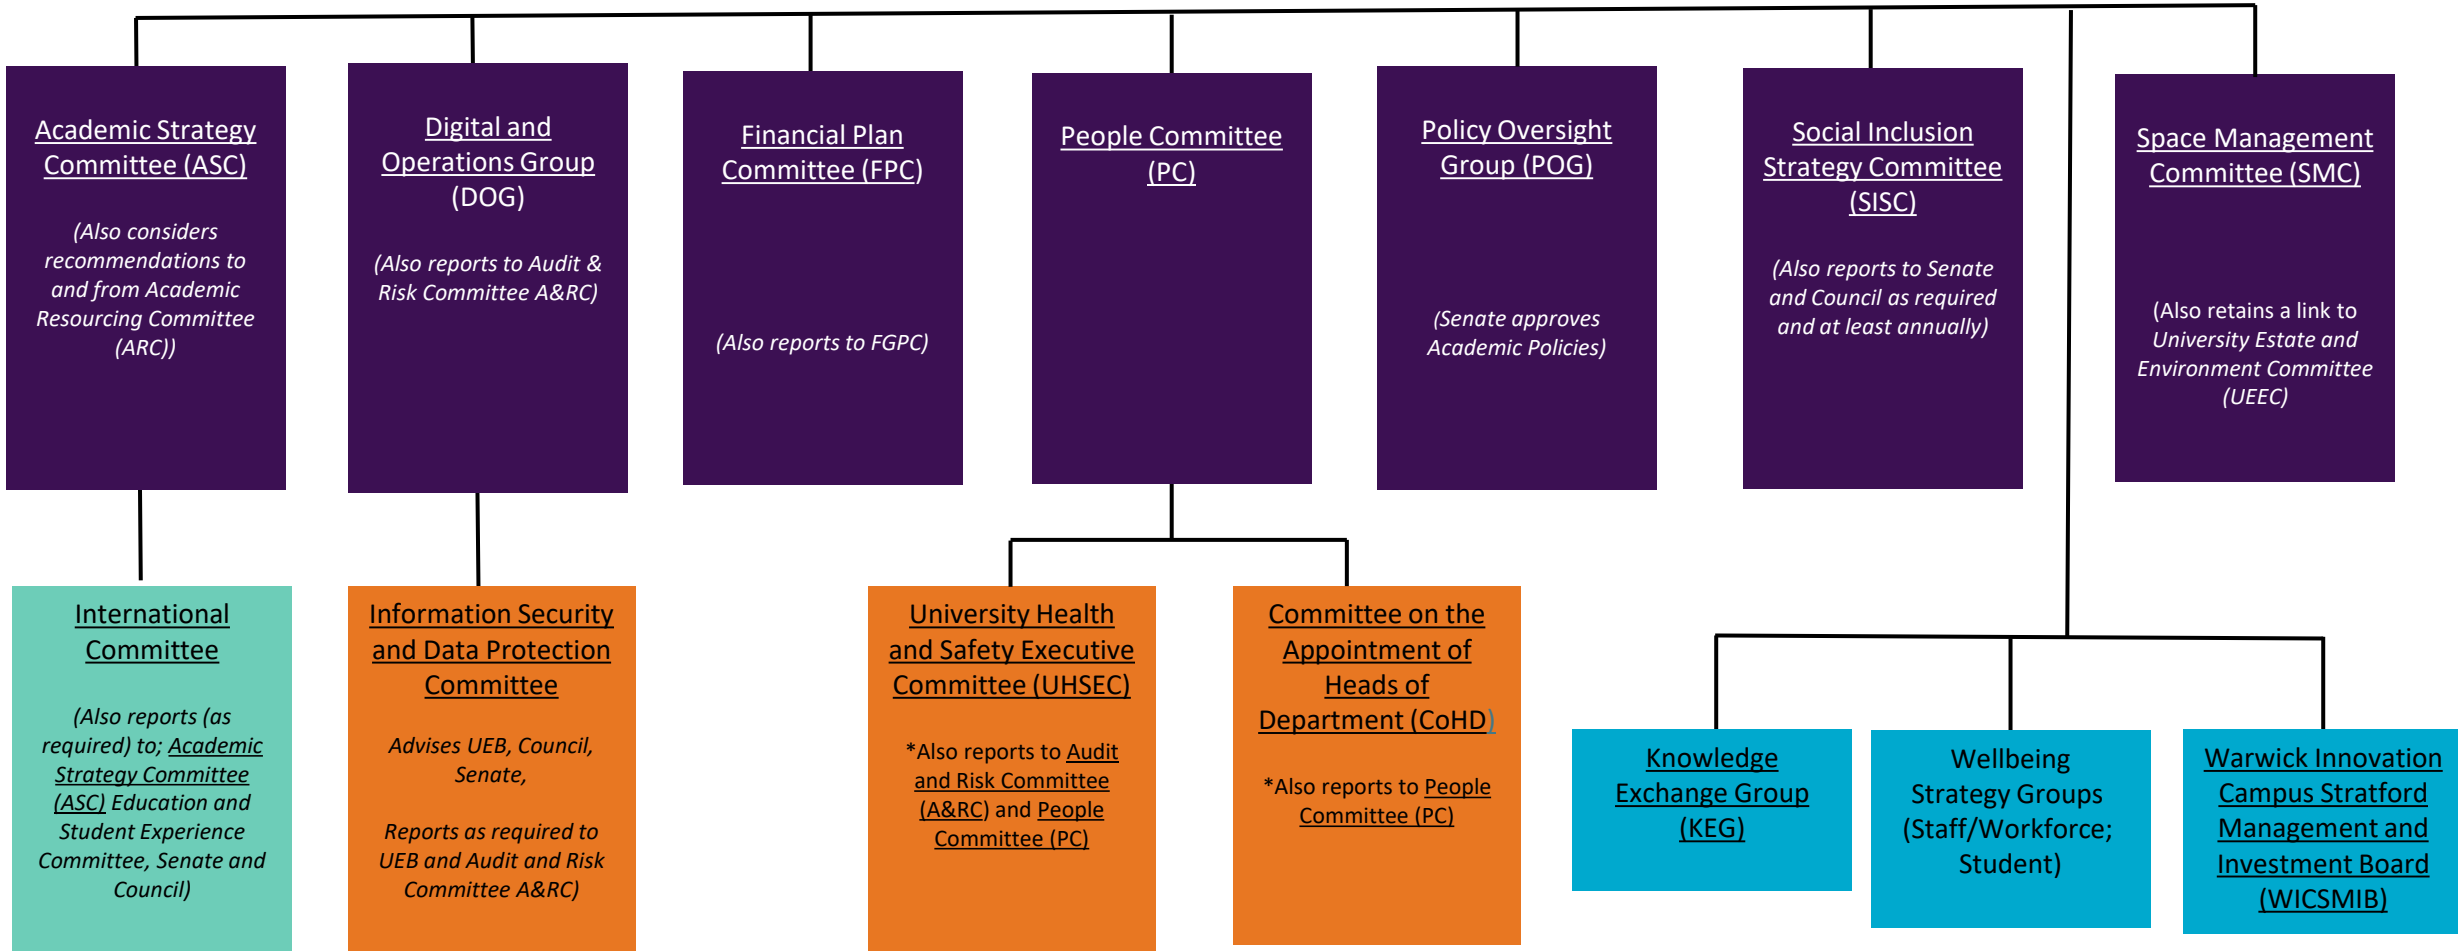 Academic Strategy
Committee (ASC)
(Also considers
recommendations to
and from Academic
Resourcing Committee
(ARC))
Digital and
Operations Group
(DOG)
(Also reports to Audit &
Risk Committee A&RC)
Financial Plan
Committee (FPC)
(Also reports to FGPC)
People Committee
(PC)
Policy Oversight
Group (POG)
(Senate approves
Academic Policies)
Social Inclusion
Strategy Committee
(SISC)
(Also reports to Senate
and Council as required
and at least annually)
Space Management
Committee (SMC)
(Also retains a link to
University Estate and
Environment Committee
(UEEC)
International
Committee
(Also reports (as
required) to; Academic
Strategy Committee
(ASC) Education and
Student Experience
Committee, Senate and
Council)
Information Security
and Data Protection
Committee
Advises UEB, Council,
Senate,
Reports as required to
UEB and Audit and Risk
Committee A&RC)
University Health
and Safety Executive
Committee (UHSEC)
*Also reports to Audit
and Risk Committee
(A&RC) and People
Committee (PC)
Committee on the
Appointment of
Heads of
Department (CoHD)
*Also reports to People
Committee (PC)
Knowledge
Exchange Group
(KEG)
Wellbeing
Strategy Groups
(Staff/Workforce;
Student)
Warwick Innovation
Campus Stratford
Management and
Investment Board
(WICSMIB)